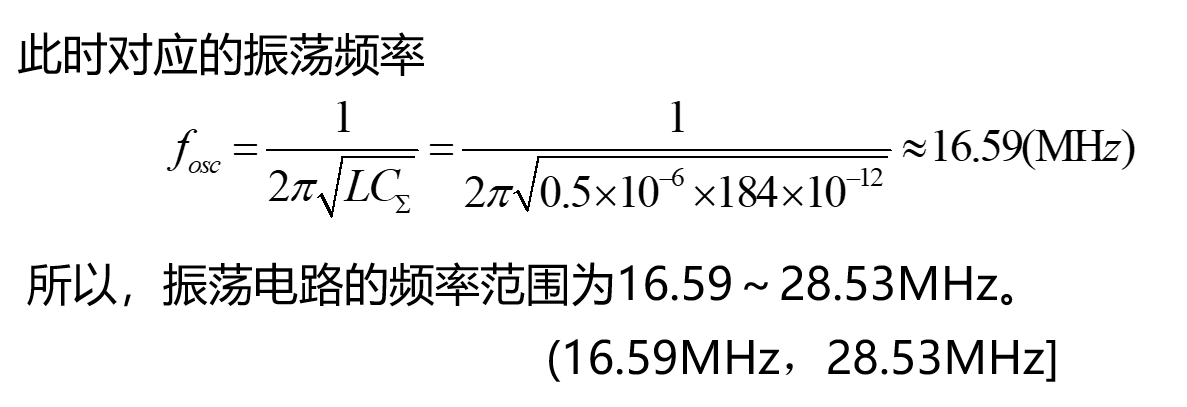 此时对应的振荡频率
f_osc = 1/(2π√(LC_Σ)) = 1/(2π√(0.5×10⁻⁶×184×10⁻¹²)) ≈16.59(MHz)
所以，振荡电路的频率范围为16.59～28.53MHz。
(16.59MHz，28.53MHz]